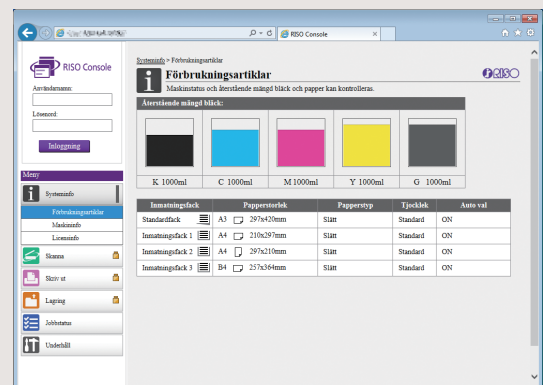 RISO Console
RISO Console
Användarnamn:
Lösenord:
Inloggning
Meny
Systeminfo
Förbrukningsartiklar
Maskininfo
Licensinfo
Skanna
Skriv ut
Lagring
Jobbstatus
Underhåll
Systeminfo > Förbrukningsartiklar
Förbrukningsartiklar
RISO
Maskinstatus och återstående mängd bläck och papper kan kontrolleras.
Återstående mängd bläck:
K 1000ml C 1000ml M 1000ml Y 1000ml G 1000ml
Inmatningsfack Papperstorlek Papperstyp Tjocklek Auto val
Standardfack A3 297x420mm Slätt Standard ON
Inmatningsfack 1 A4 210x297mm Slätt Standard ON
Inmatningsfack 2 A4 297x210mm Slätt Standard ON
Inmatningsfack 3 B4 257x364mm Slätt Standard ON